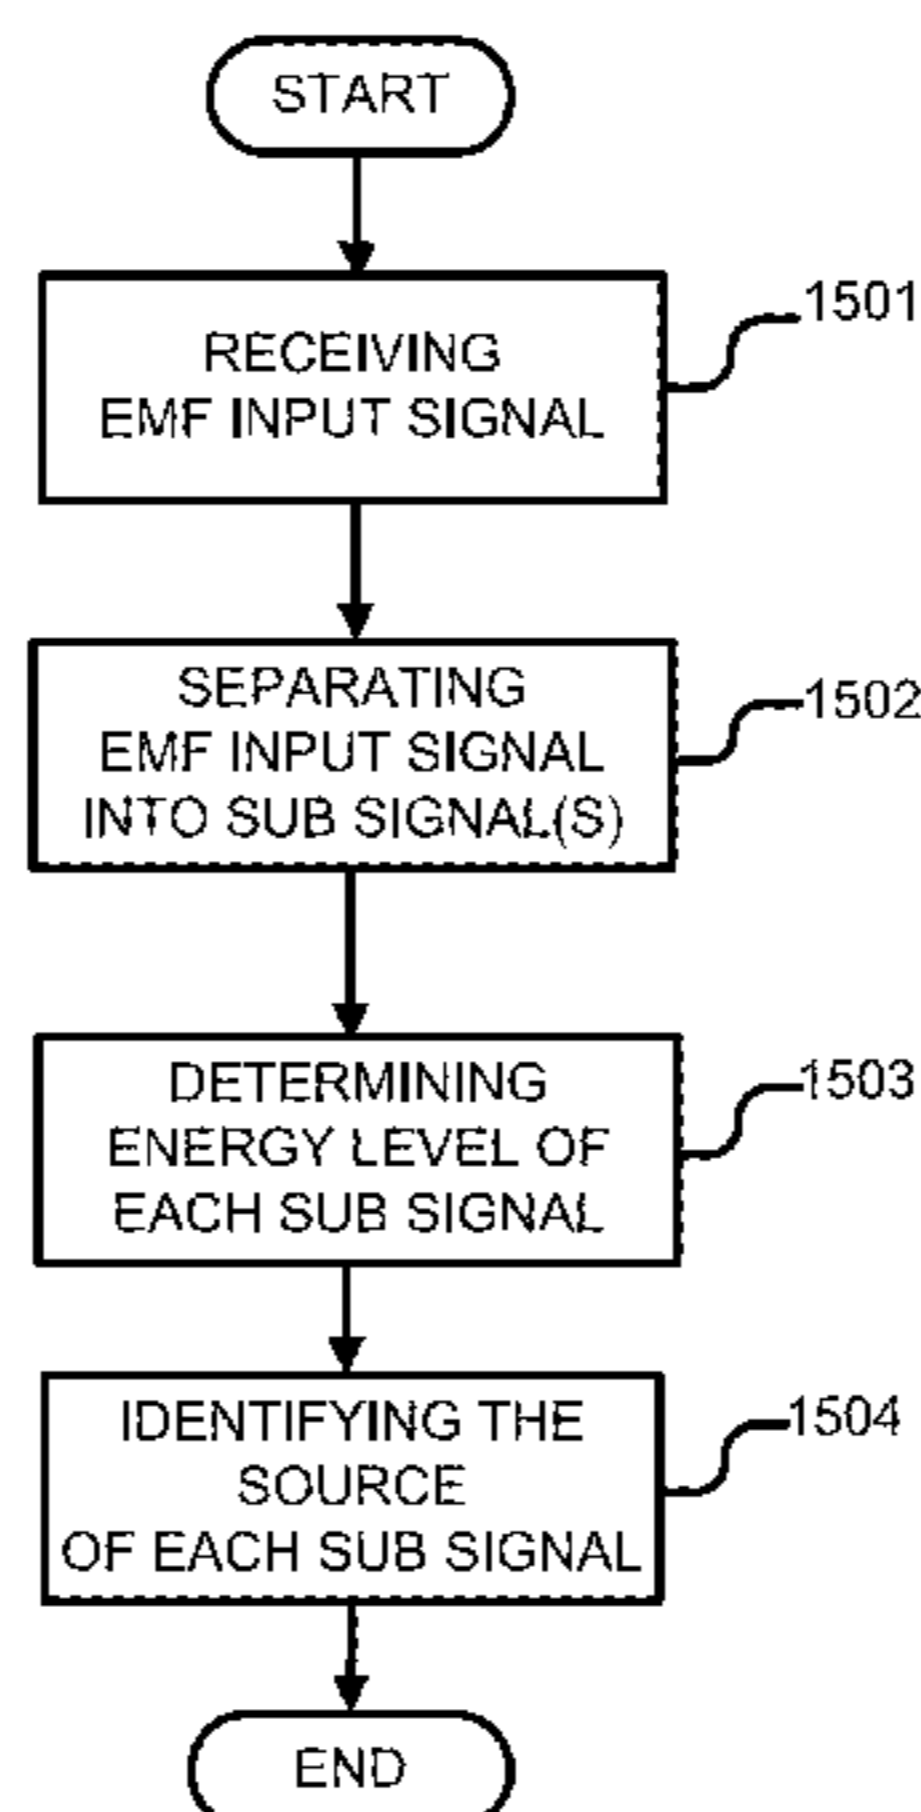 START
RECEIVING
EMF INPUT SIGNAL
1501
SEPARATING
EMF INPUT SIGNAL
INTO SUB SIGNAL(S)
1502
DETERMINING
ENERGY LEVEL OF
EACH SUB SIGNAL
1503
IDENTIFYING THE
SOURCE
OF EACH SUB SIGNAL
1504
END